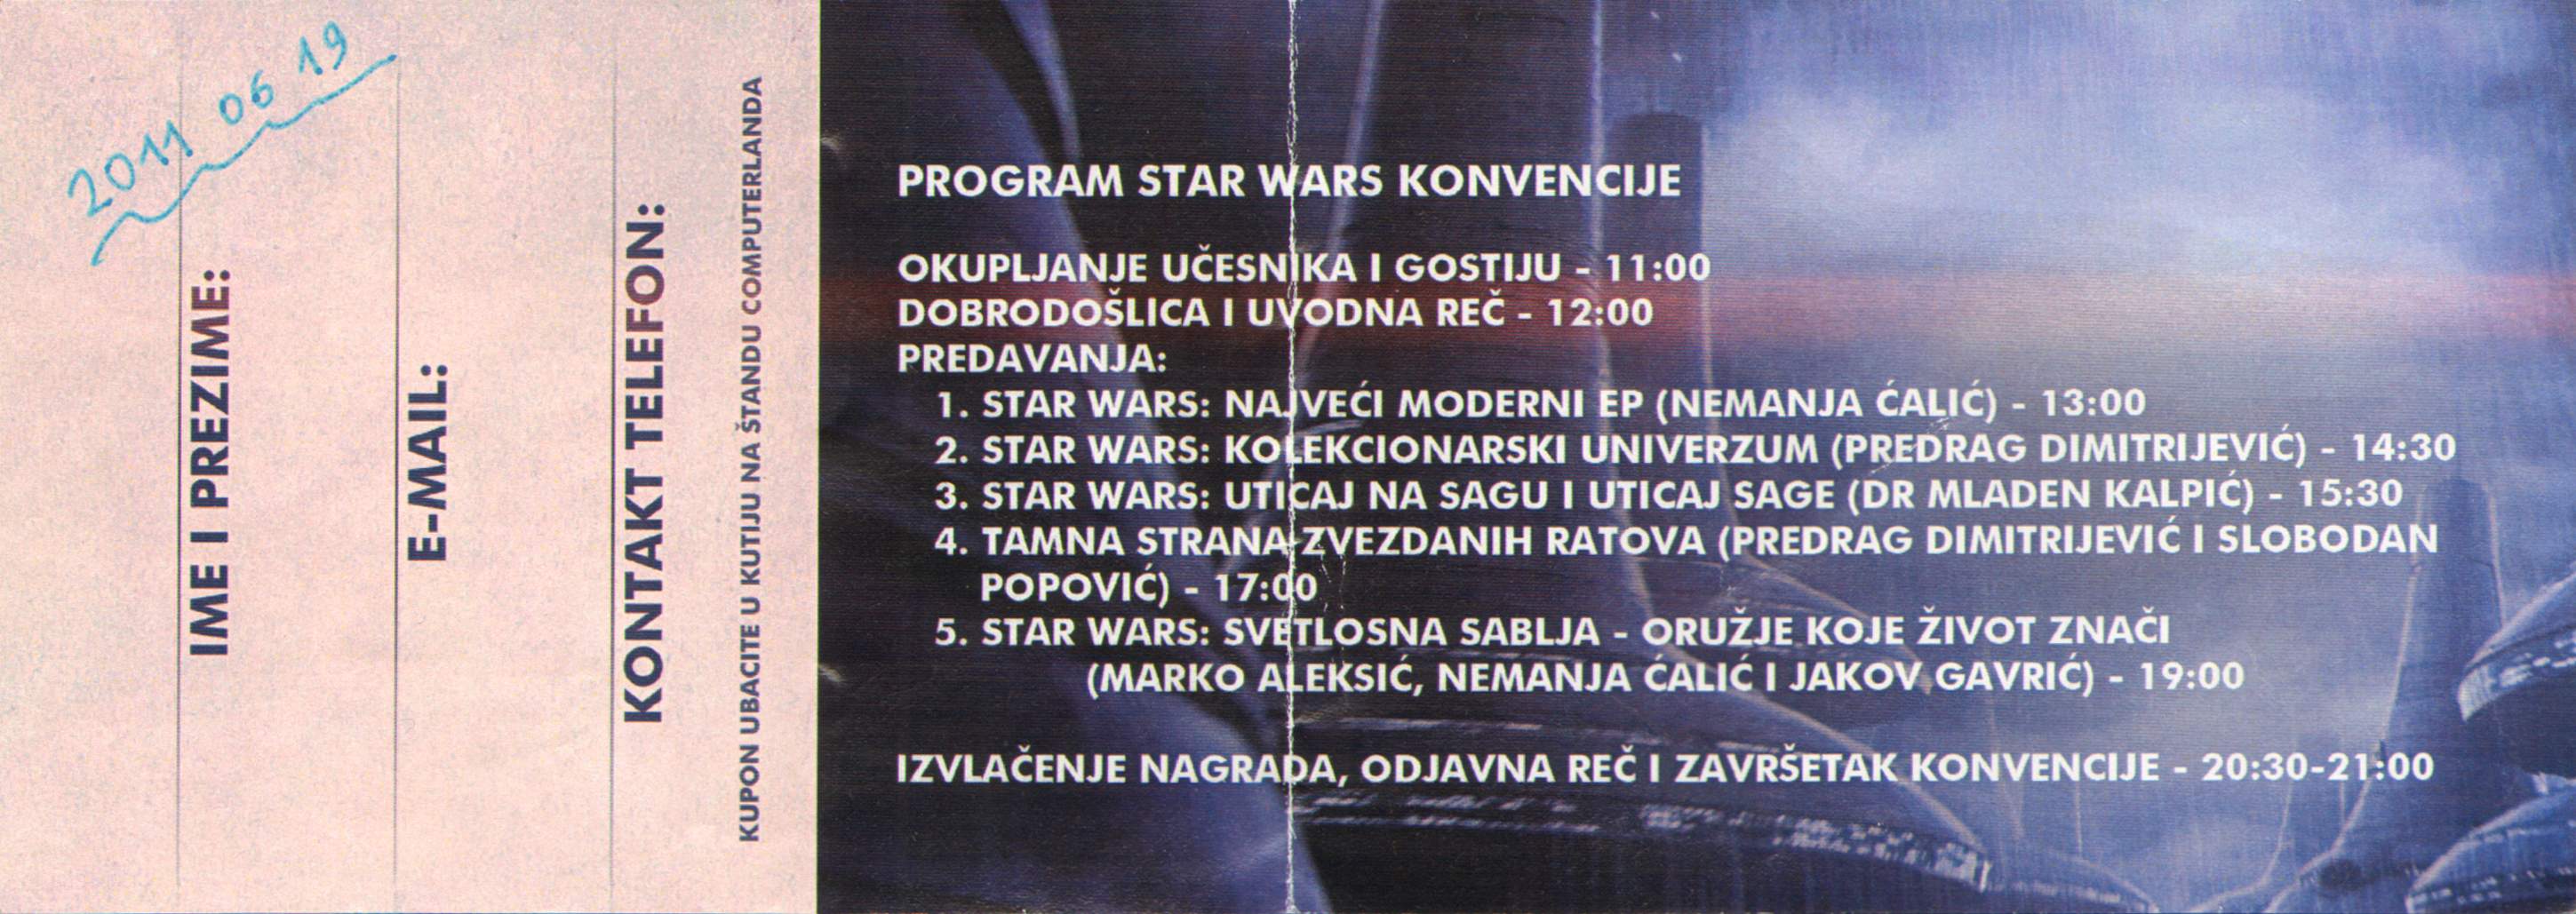 2011 06 19
IME I PREZIME:
E-MAIL:
KONTAKT TELEFON:
KUPON UBACITE U KUTIJU NA ŠTANDU COMPUTERLANDA
PROGRAM STAR WARS KONVENCIJE
OKUPLJANJE UČESNIKA I GOSTIJU - 11:00
DOBRODOŠLICA I UVODNA REČ - 12:00
PREDAVANJA:
1. STAR WARS: NAJVEĆI MODERNI EP (NEMANJA ĆALIĆ) - 13:00
2. STAR WARS: KOLEKCIONARSKI UNIVERZUM (PREDRAG DIMITRIJEVIĆ) - 14:30
3. STAR WARS: UTICAJ NA SAGU I UTICAJ SAGE (DR MLADEN KALPIĆ) - 15:30
4. TAMNA STRANA ZVEZDANIH RATOVA (PREDRAG DIMITRIJEVIĆ I SLOBODAN
POPOVIĆ) - 17:00
5. STAR WARS: SVETLOSNA SABLJA - ORUŽJE KOJE ŽIVOT ZNAČI
(MARKO ALEKSIĆ, NEMANJA ĆALIĆ I JAKOV GAVRIĆ) - 19:00
IZVLAČENJE NAGRADA, ODJAVNA REČ I ZAVRŠETAK KONVENCIJE - 20:30-21:00